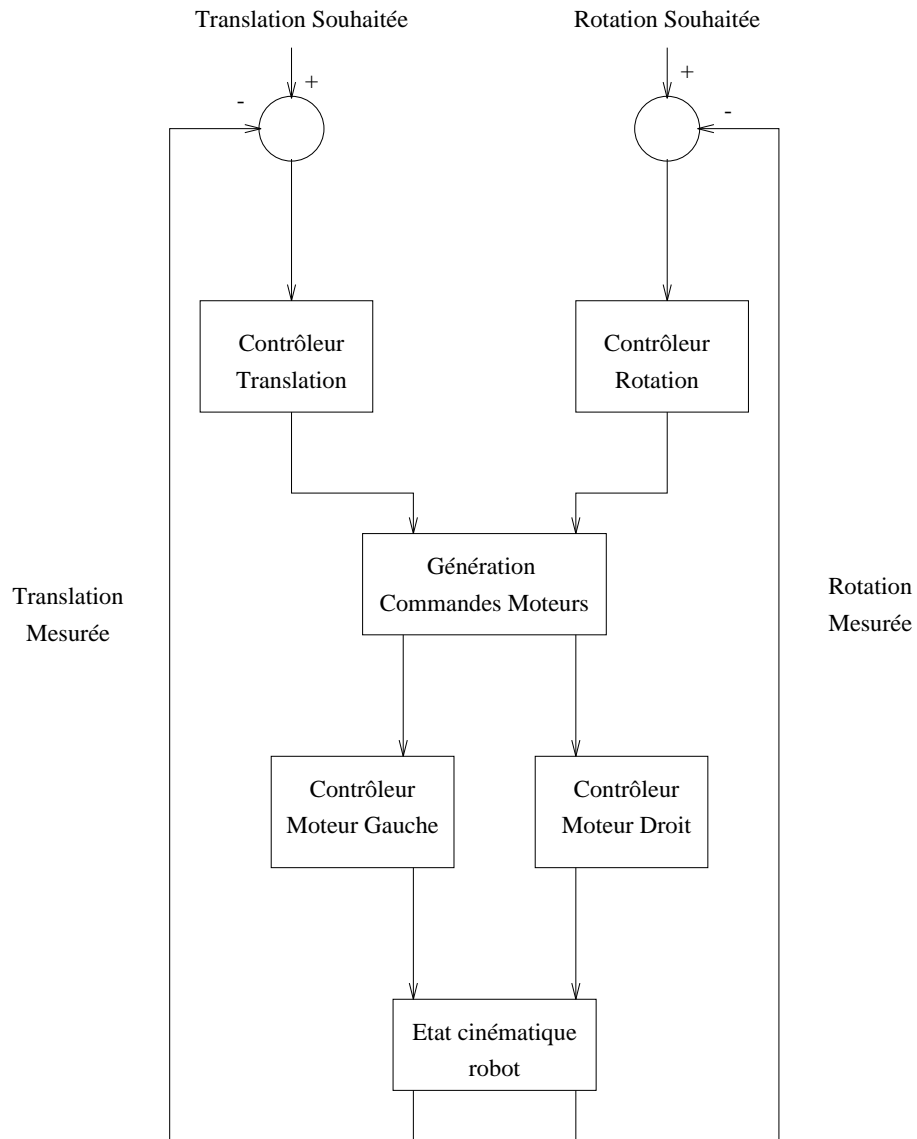 Translation Souhaitée
Rotation Souhaitée
+
-
+
-
Contrôleur
Translation
Contrôleur
Rotation
Génération
Commandes Moteurs
Translation
Mesurée
Rotation
Mesurée
Contrôleur
Moteur Gauche
Contrôleur
Moteur Droit
Etat cinématique
robot